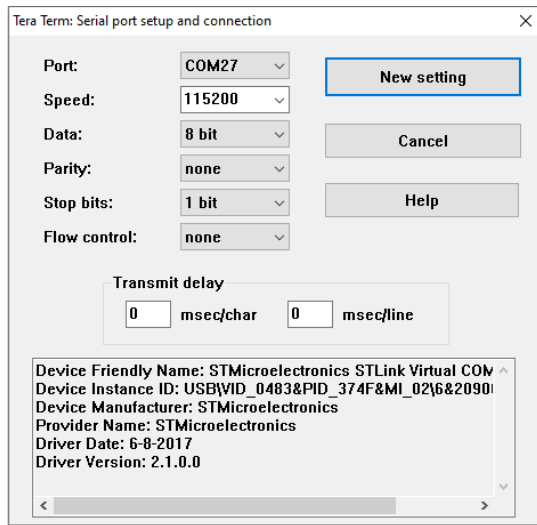 Tera Term: Serial port setup and connection
Port: COM27
New setting
Speed: 115200
Data: 8 bit
Cancel
Parity: none
Stop bits: 1 bit
Help
Flow control: none
Transmit delay
0 msec/char 0 msec/line
Device Friendly Name: STMicroelectronics STLink Virtual COM
Device Instance ID: USB\VID_0483&PID_374F&MI_02\6&2090
Device Manufacturer: STMicroelectronics
Provider Name: STMicroelectronics
Driver Date: 6-8-2017
Driver Version: 2.1.0.0